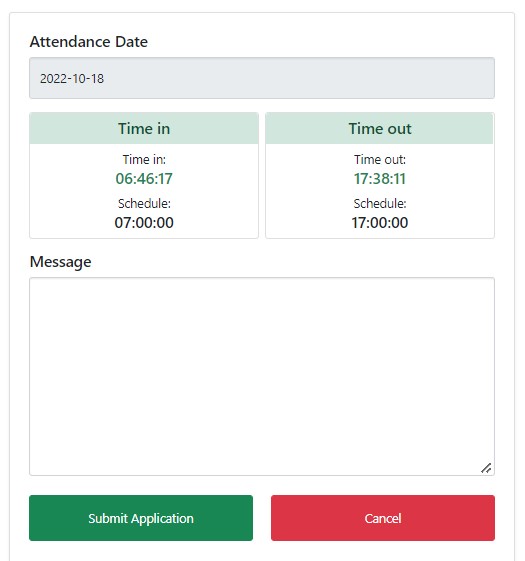 Attendance Date
2022-10-18
Time in
Time in:
06:46:17
Schedule:
07:00:00
Time out
Time out:
17:38:11
Schedule:
17:00:00
Message
Submit Application
Cancel